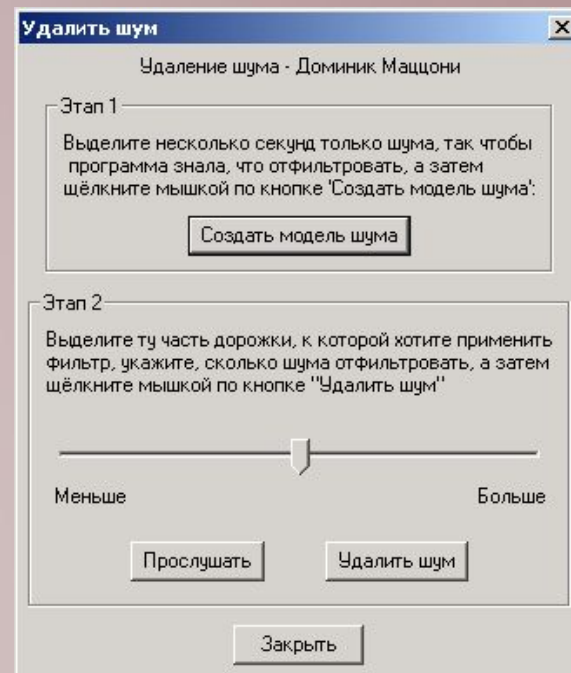 Удалить шум
Удаление шума - Доминик Маццони
Этап 1
Выделите несколько секунд только шума, так чтобы
программа знала, что отфильтровать, а затем
щёлкните мышкой по кнопке 'Создать модель шума':
Создать модель шума
Этап 2
Выделите ту часть дорожки, к которой хотите применить
фильтр, укажите, сколько шума отфильтровать, а затем
щёлкните мышкой по кнопке "Удалить шум"
Меньше Больше
Прослушать Удалить шум
Закрыть